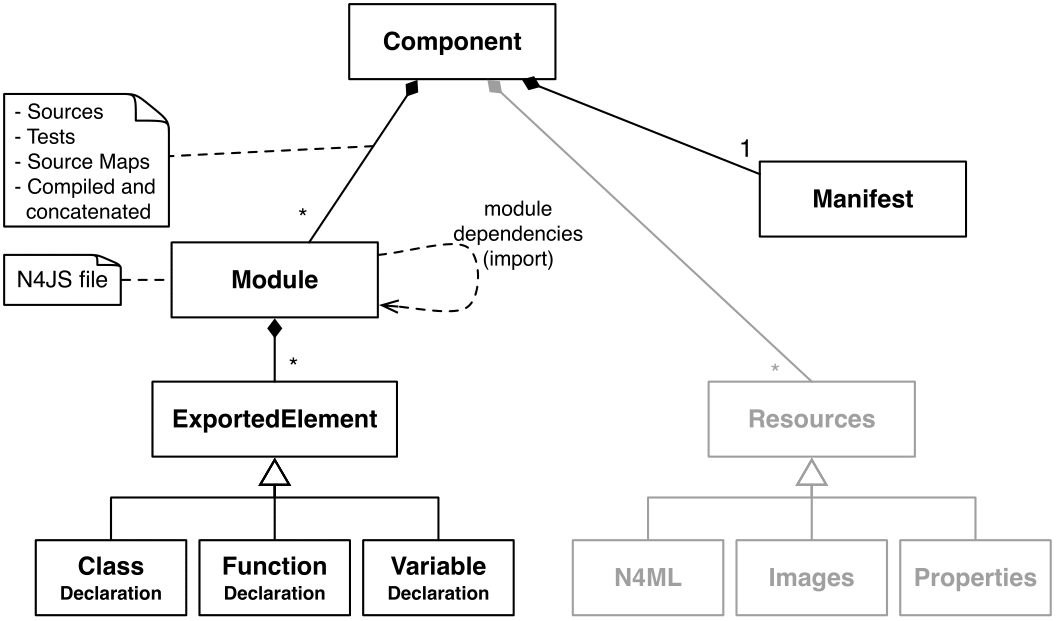 Component
- Sources
- Tests
- Source Maps
- Compiled and
concatenated
1
Manifest
*
module
dependencies
(import)
N4JS file
Module
*
*
ExportedElement
Resources
Class
Declaration
Function
Declaration
Variable
Declaration
N4ML
Images
Properties